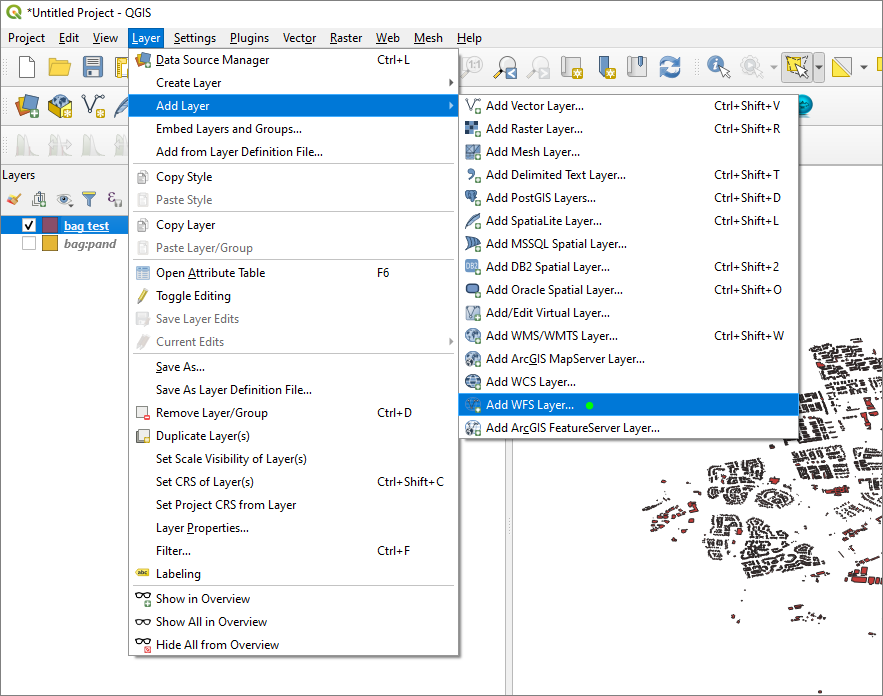 *Untitled Project - QGIS
Project Edit View Layer Settings Plugins Vector Raster Web Mesh Help
Data Source Manager Ctrl+L
Create Layer
Add Layer
Embed Layers and Groups...
Add from Layer Definition File...
Copy Style
Paste Style
Copy Layer
Paste Layer/Group
Open Attribute Table F6
Toggle Editing
Save Layer Edits
Current Edits
Save As...
Save As Layer Definition File...
Remove Layer/Group Ctrl+D
Duplicate Layer(s)
Set Scale Visibility of Layer(s)
Set CRS of Layer(s) Ctrl+Shift+C
Set Project CRS from Layer
Layer Properties...
Filter... Ctrl+F
abc Labeling
Show in Overview
Show All in Overview
Hide All from Overview
Add Vector Layer... Ctrl+Shift+V
Add Raster Layer... Ctrl+Shift+R
Add Mesh Layer...
Add Delimited Text Layer... Ctrl+Shift+T
Add PostGIS Layers... Ctrl+Shift+D
Add SpatiaLite Layer... Ctrl+Shift+L
Add MSSQL Spatial Layer...
DB2 Add DB2 Spatial Layer... Ctrl+Shift+2
Add Oracle Spatial Layer... Ctrl+Shift+O
Add/Edit Virtual Layer...
Add WMS/WMTS Layer... Ctrl+Shift+W
Add ArcGIS MapServer Layer...
Add WCS Layer...
Add WFS Layer...
Add ArcGIS FeatureServer Layer...
Layers
bag test
bag:pand
1:1